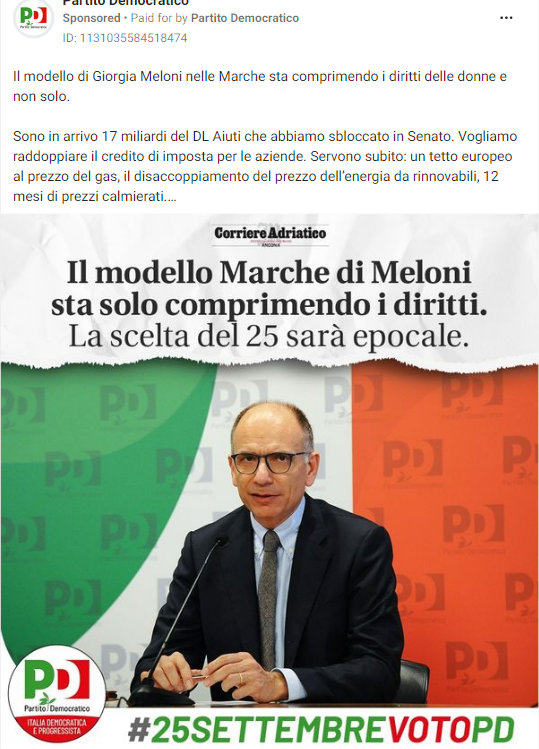 Partito Democratico
Sponsored • Paid for by Partito Democratico
ID: 1131035584518474
Il modello di Giorgia Meloni nelle Marche sta comprimendo i diritti delle donne e
non solo.
Sono in arrivo 17 miliardi del DL Aiuti che abbiamo sbloccato in Senato. Vogliamo
raddoppiare il credito di imposta per le aziende. Servono subito: un tetto europeo
al prezzo del gas, il disaccoppiamento del prezzo dell’energia da rinnovabili, 12
mesi di prezzi calmierati....
Corriere Adriatico
ANCONA
Il modello Marche di Meloni
sta solo comprimendo i diritti.
La scelta del 25 sarà epocale.
PD
Partito Democratico
ITALIA DEMOCRATICA
E PROGRESSISTA
#25SETTEMBREVOTOPD